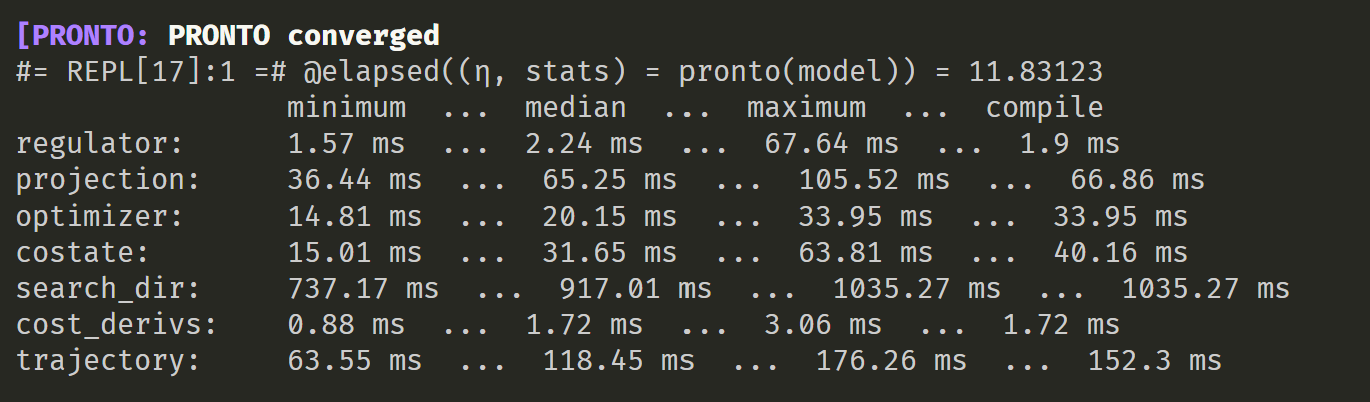 [PRONTO: PRONTO converged
#= REPL[17]:1 =# @elapsed((η, stats) = pronto(model)) = 11.83123
minimum ... median ... maximum ... compile
regulator: 1.57 ms ... 2.24 ms ... 67.64 ms ... 1.9 ms
projection: 36.44 ms ... 65.25 ms ... 105.52 ms ... 66.86 ms
optimizer: 14.81 ms ... 20.15 ms ... 33.95 ms ... 33.95 ms
costate: 15.01 ms ... 31.65 ms ... 63.81 ms ... 40.16 ms
search_dir: 737.17 ms ... 917.01 ms ... 1035.27 ms ... 1035.27 ms
cost_derivs: 0.88 ms ... 1.72 ms ... 3.06 ms ... 1.72 ms
trajectory: 63.55 ms ... 118.45 ms ... 176.26 ms ... 152.3 ms